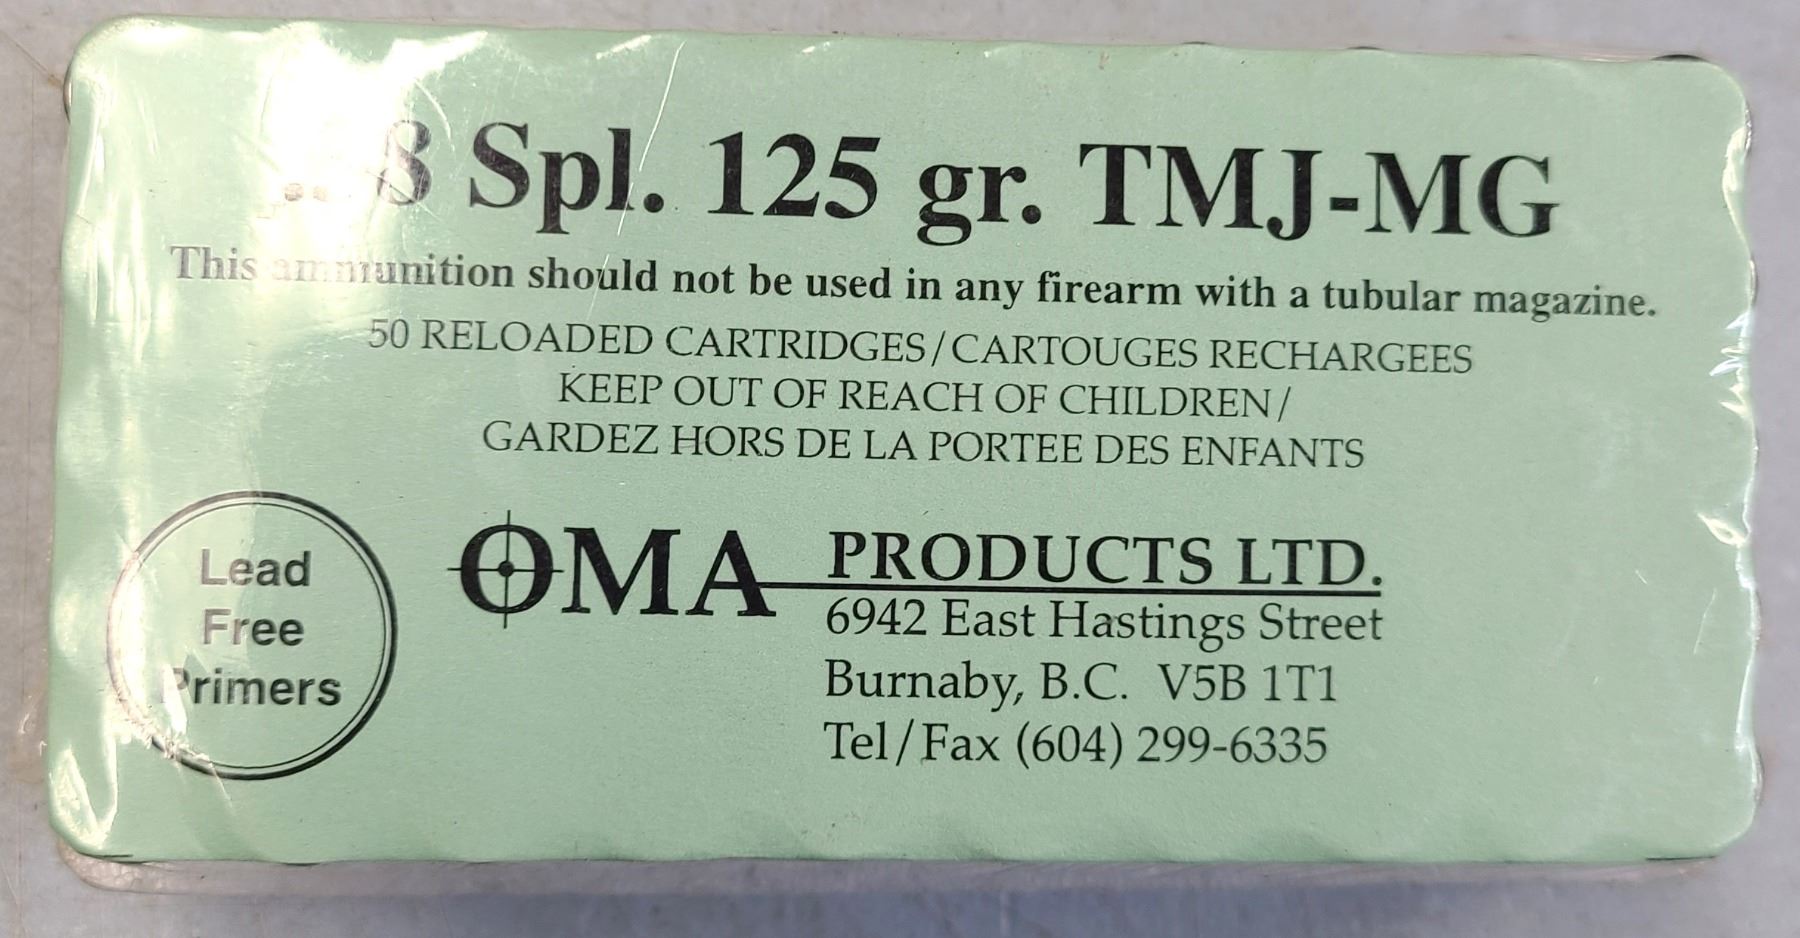 .38 Spl. 125 gr. TMJ-MG
This ammunition should not be used in any firearm with a tubular magazine.
50 RELOADED CARTRIDGES/CARTOUGES RECHARGEES
KEEP OUT OF REACH OF CHILDREN/
GARDEZ HORS DE LA PORTEE DES ENFANTS
Lead
Free
Primers
OMA PRODUCTS LTD.
6942 East Hastings Street
Burnaby, B.C. V5B 1T1
Tel/Fax (604) 299-6335